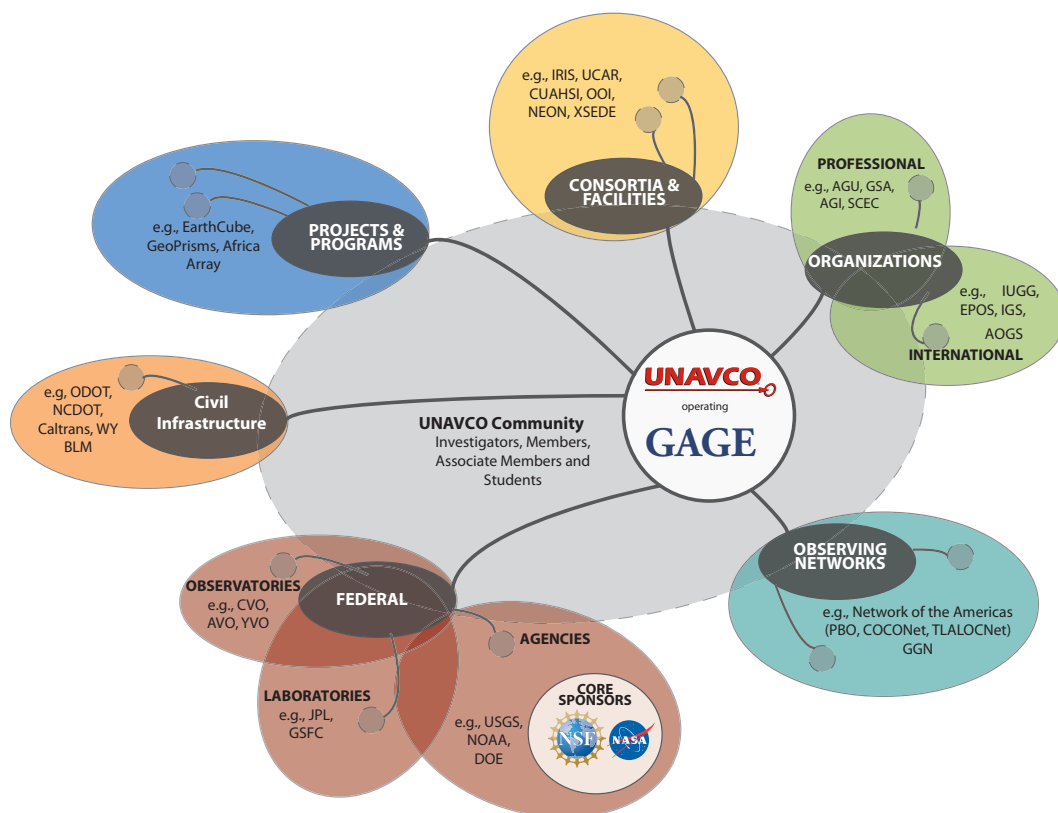 e.g., IRIS, UCAR,
CUAHSI, OOI,
NEON, XSEDE
CONSORTIA &
FACILITIES
PROFESSIONAL
e.g., AGU, GSA,
AGI, SCEC
ORGANIZATIONS
e.g., IUGG,
EPOS, IGS,
AOGS
INTERNATIONAL
PROJECTS &
PROGRAMS
e.g., EarthCube,
GeoPrisms, Africa
Array
Civil
Infrastructure
e.g, ODOT,
NCDOT,
Caltrans, WY
BLM
UNAVCO Community
Investigators, Members,
Associate Members and
Students
UNAVCO
operating
GAGE
OBSERVING
NETWORKS
e.g., Network of the Americas
(PBO, COCONet, TLALOCNet)
GGN
FEDERAL
OBSERVATORIES
e.g., CVO,
AVO, YVO
LABORATORIES
e.g., JPL,
GSFC
AGENCIES
e.g., USGS,
NOAA,
DOE
CORE
SPONSORS
NSF
NASA